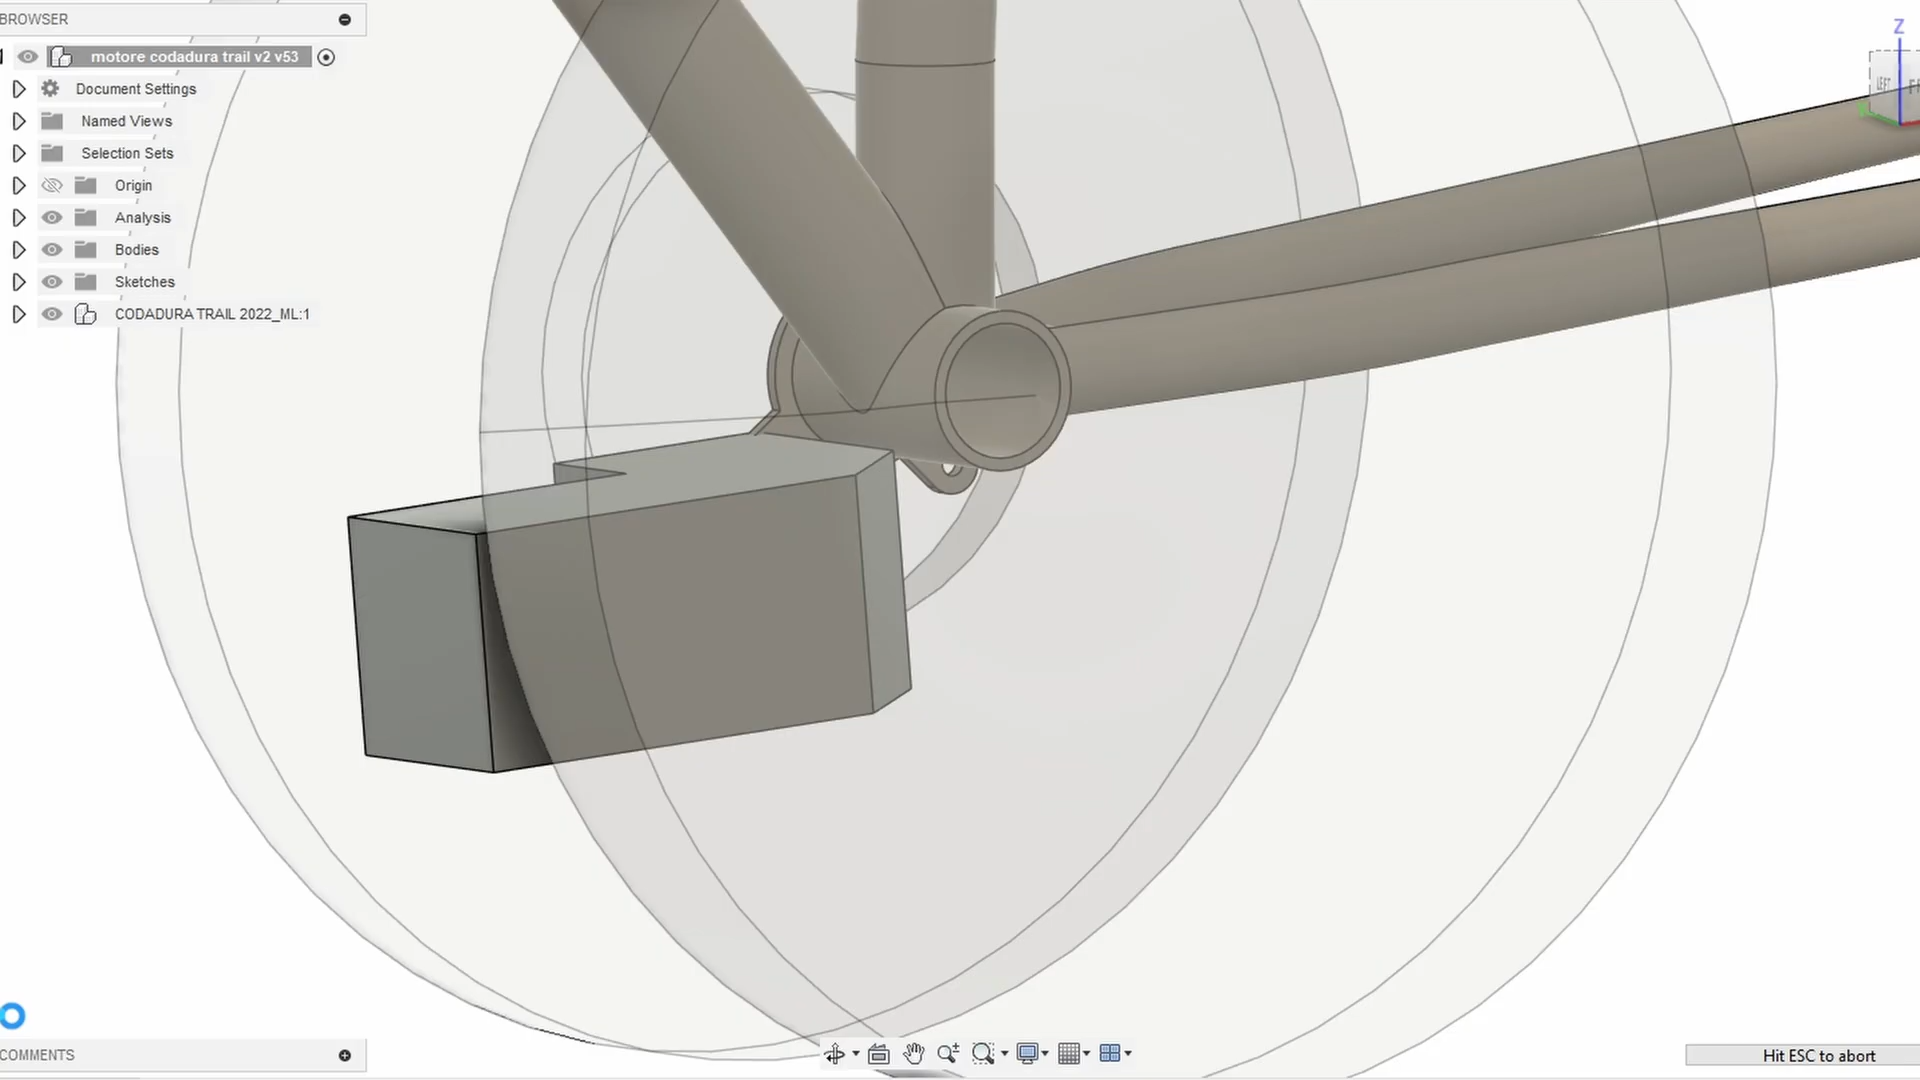 BROWSER
motore codadura trail v2 v53
Document Settings
Named Views
Selection Sets
Origin
Analysis
Bodies
Sketches
CODADURA TRAIL 2022_ML:1
Z
LEFT
COMMENTS
Hit ESC to abort